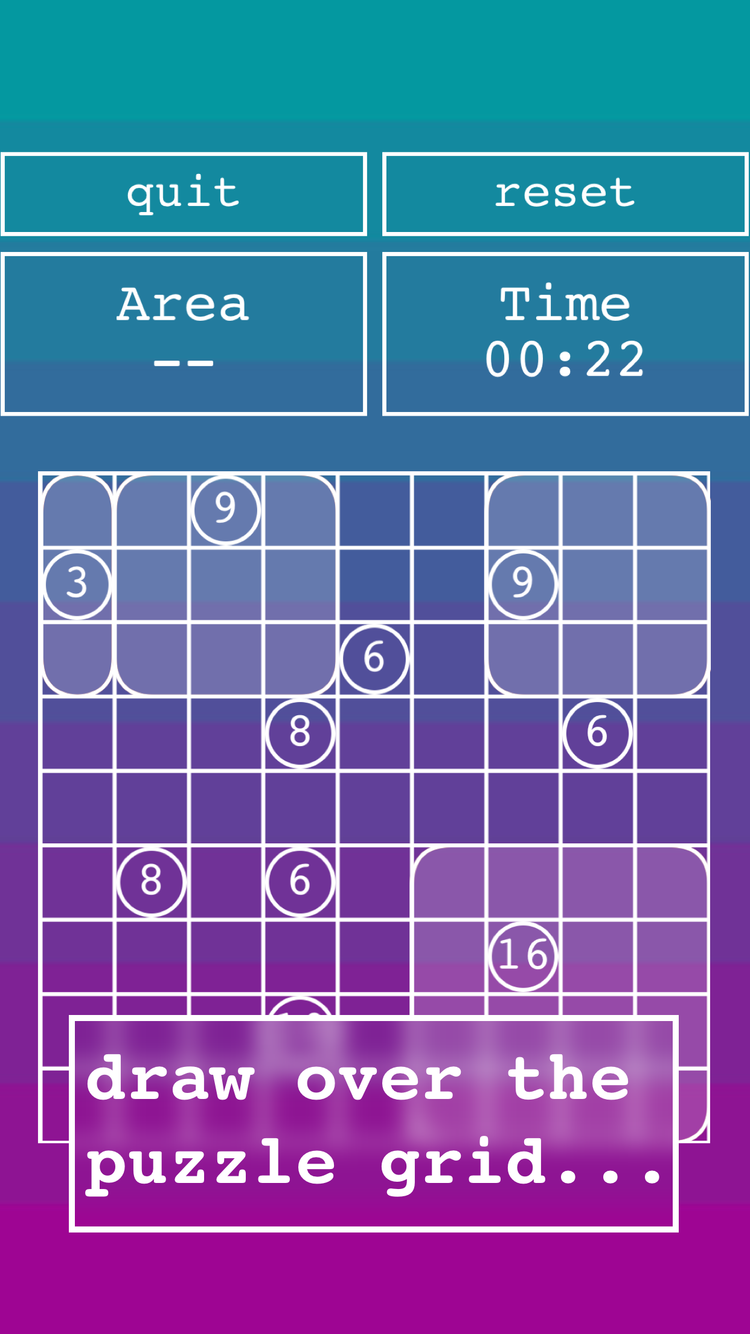 quit
reset
Area
--
Time
00:22
9
3
9
6
8
6
8
6
16
draw over the
puzzle grid...